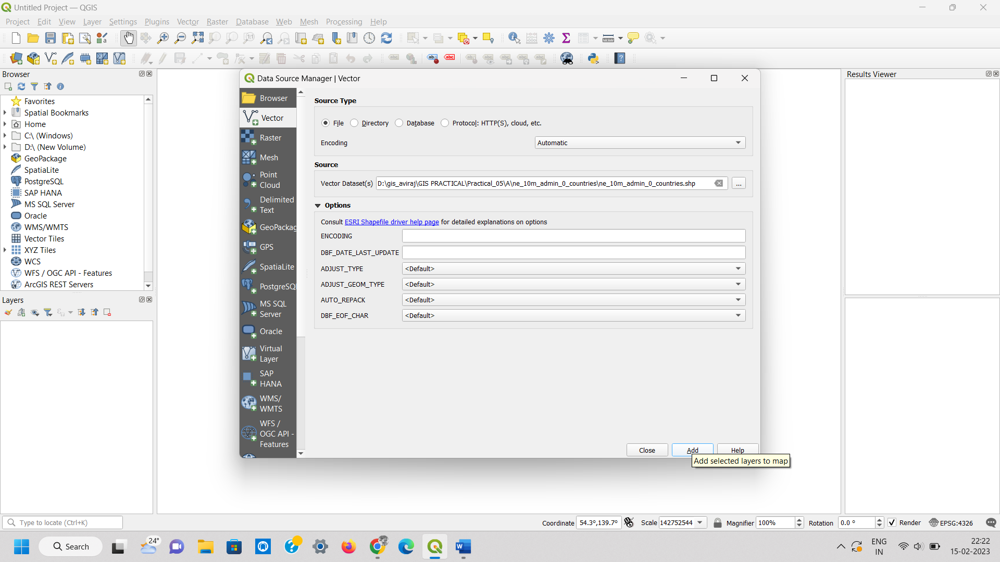 Untitled Project — QGIS
Project Edit View Layer Settings Plugins Vector Raster Database Web Mesh Processing Help
Browser
Favorites
Spatial Bookmarks
Home
C:\ (Windows)
D:\ (New Volume)
GeoPackage
SpatiaLite
PostgreSQL
SAP HANA
MS SQL Server
Oracle
WMS/WMTS
Vector Tiles
XYZ Tiles
WCS
WFS / OGC API - Features
ArcGIS REST Servers
Layers
Data Source Manager | Vector
Browser
Vector
Raster
Mesh
Point
Cloud
Delimited
Text
GeoPackag
GPS
SpatiaLite
PostgreSQ
MS SQL
Server
Oracle
Virtual
Layer
SAP
HANA
WMS/
WMTS
WFS /
OGC API -
Features
Source Type
File Directory Database Protocol: HTTP(S), cloud, etc.
Encoding Automatic
Source
Vector Dataset(s) D:\gis_aviraj\GIS PRACTICAL\Practical_05\A\ne_10m_admin_0_countries\ne_10m_admin_0_countries.shp ...
Options
Consult ESRI Shapefile driver help page for detailed explanations on options
ENCODING
DBF_DATE_LAST_UPDATE
ADJUST_TYPE <Default>
ADJUST_GEOM_TYPE <Default>
AUTO_REPACK <Default>
DBF_EOF_CHAR <Default>
Close Add Help
Add selected layers to map
Results Viewer
Type to locate (Ctrl+K)
Coordinate 54.3°,139.7° Scale 142752544 Magnifier 100% Rotation 0.0 ° Render EPSG:4326
Search
24°
ENG
IN
22:22
15-02-2023